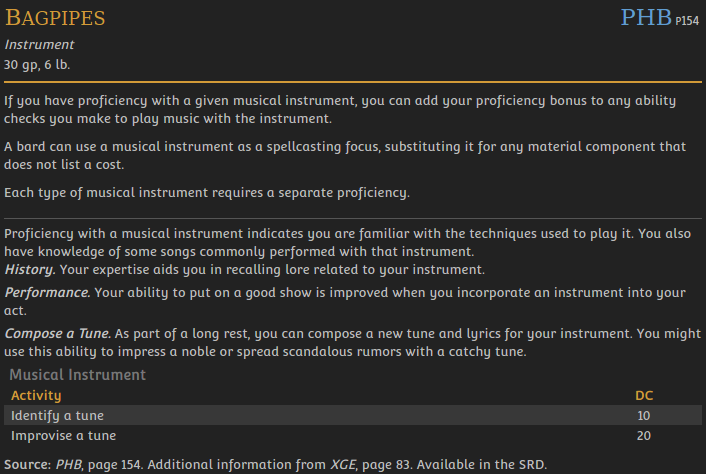 BAGPIPES PHB P154
Instrument
30 gp, 6 lb.
If you have proficiency with a given musical instrument, you can add your proficiency bonus to any ability
checks you make to play music with the instrument.
A bard can use a musical instrument as a spellcasting focus, substituting it for any material component that
does not list a cost.
Each type of musical instrument requires a separate proficiency.
Proficiency with a musical instrument indicates you are familiar with the techniques used to play it. You also
have knowledge of some songs commonly performed with that instrument.
History. Your expertise aids you in recalling lore related to your instrument.
Performance. Your ability to put on a good show is improved when you incorporate an instrument into your
act.
Compose a Tune. As part of a long rest, you can compose a new tune and lyrics for your instrument. You might
use this ability to impress a noble or spread scandalous rumors with a catchy tune.
Musical Instrument
Activity DC
Identify a tune 10
Improvise a tune 20
Source: PHB, page 154. Additional information from XGE, page 83. Available in the SRD.